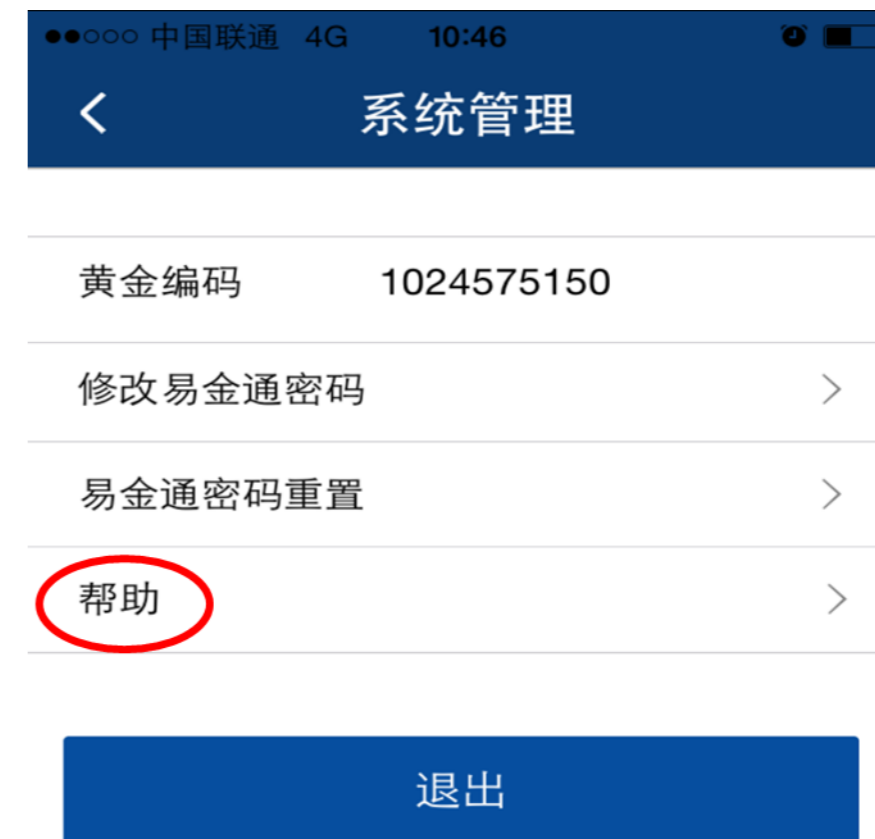 中国联通 4G 10:46
系统管理
黄金编码 1024575150
修改易金通密码
易金通密码重置
帮助
退出